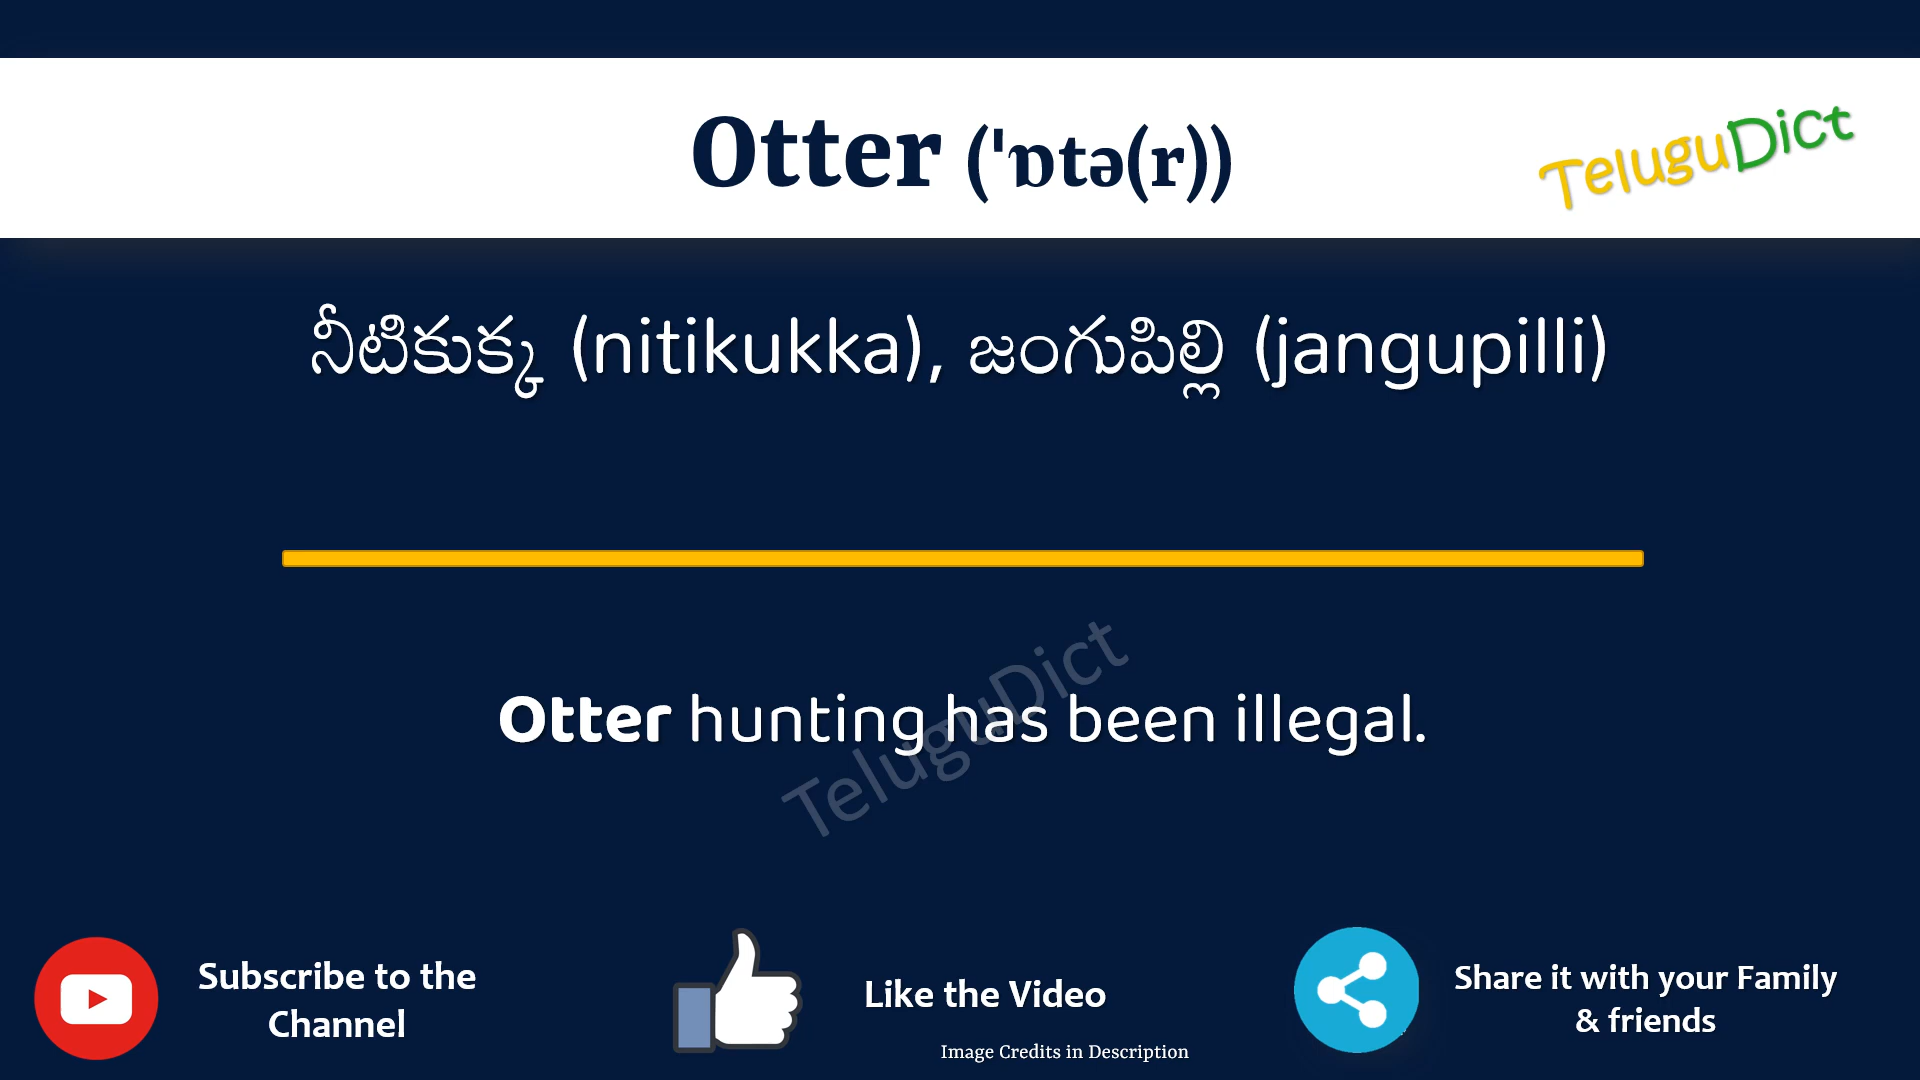 Otter (ˈɒtə(r))
TeluguDict
నీటికుక్క (nitikukka), జంగుపిల్లి (jangupilli)
TeluguDict
Otter hunting has been illegal.
Subscribe to the
Channel
Like the Video
Image Credits in Description
Share it with your Family
& friends